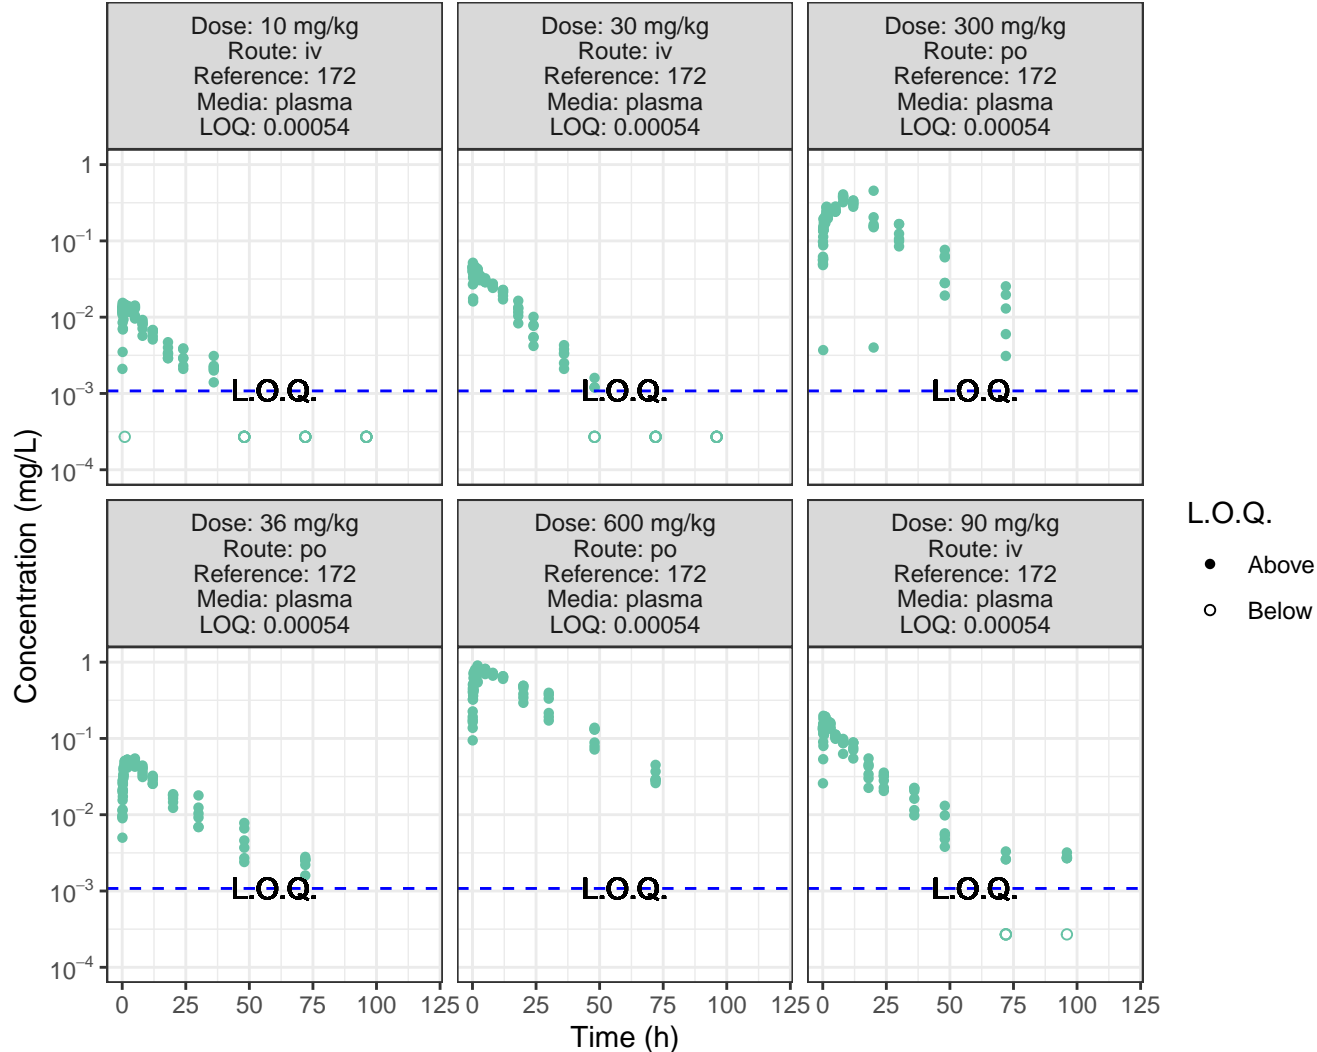 Dose: 10 mg/kg
Route: iv
Reference: 172
Media: plasma
LOQ: 0.00054
Dose: 30 mg/kg
Route: iv
Reference: 172
Media: plasma
LOQ: 0.00054
Dose: 300 mg/kg
Route: po
Reference: 172
Media: plasma
LOQ: 0.00054
1
10⁻¹
10⁻²
10⁻³
10⁻⁴
L.O.Q.
L.O.Q.
L.O.Q.
Dose: 36 mg/kg
Route: po
Reference: 172
Media: plasma
LOQ: 0.00054
Dose: 600 mg/kg
Route: po
Reference: 172
Media: plasma
LOQ: 0.00054
Dose: 90 mg/kg
Route: iv
Reference: 172
Media: plasma
LOQ: 0.00054
1
10⁻¹
10⁻²
10⁻³
10⁻⁴
L.O.Q.
L.O.Q.
L.O.Q.
0 25 50 75 100 125
0 25 50 75 100 125
0 25 50 75 100 125
Time (h)
Concentration (mg/L)
L.O.Q.
Above
Below